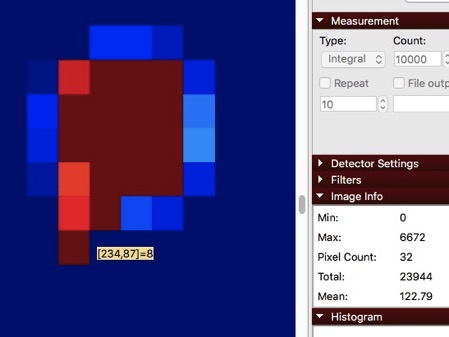 Measurement
Type: Count:
Integral 10000
Repeat File outp
10
[234,87]=8
Detector Settings
Filters
Image Info
Min: 0
Max: 6672
Pixel Count: 32
Total: 23944
Mean: 122.79
Histogram